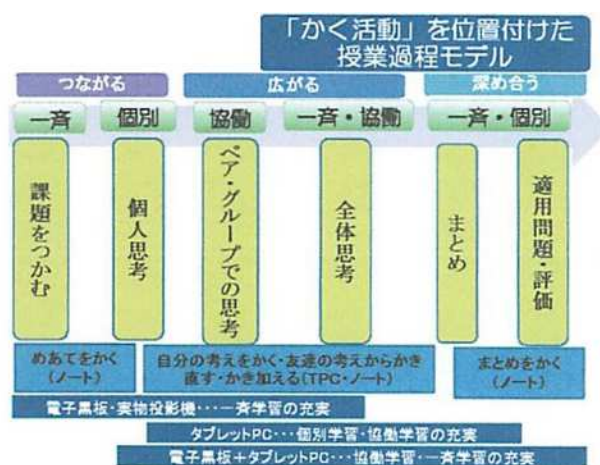 「かく活動」を位置付けた
授業過程モデル
つながる
広がる
深め合う
一斉
個別
協働
一斉・協働
一斉・個別
課題をつかむ
個人思考
ペア・グループでの思考
全体思考
まとめ
適用問題・評価
めあてをかく
(ノート)
自分の考えをかく・友達の考えからかき
直す・かき加える(TPC・ノート)
まとめをかく
(ノート)
電子黒板・実物投影機・・・一斉学習の充実
タブレットPC・・・個別学習・協働学習の充実
電子黒板+タブレットPC・・・協働学習・一斉学習の充実